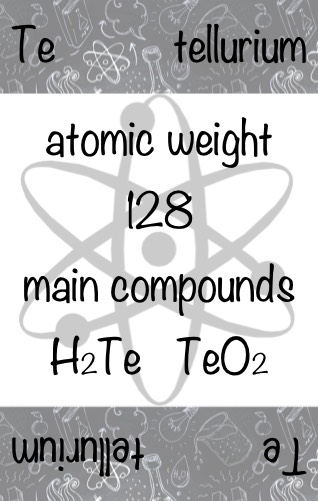 Te tellurium
atomic weight
128
main compounds
H₂Te TeO₂
tellurium Te